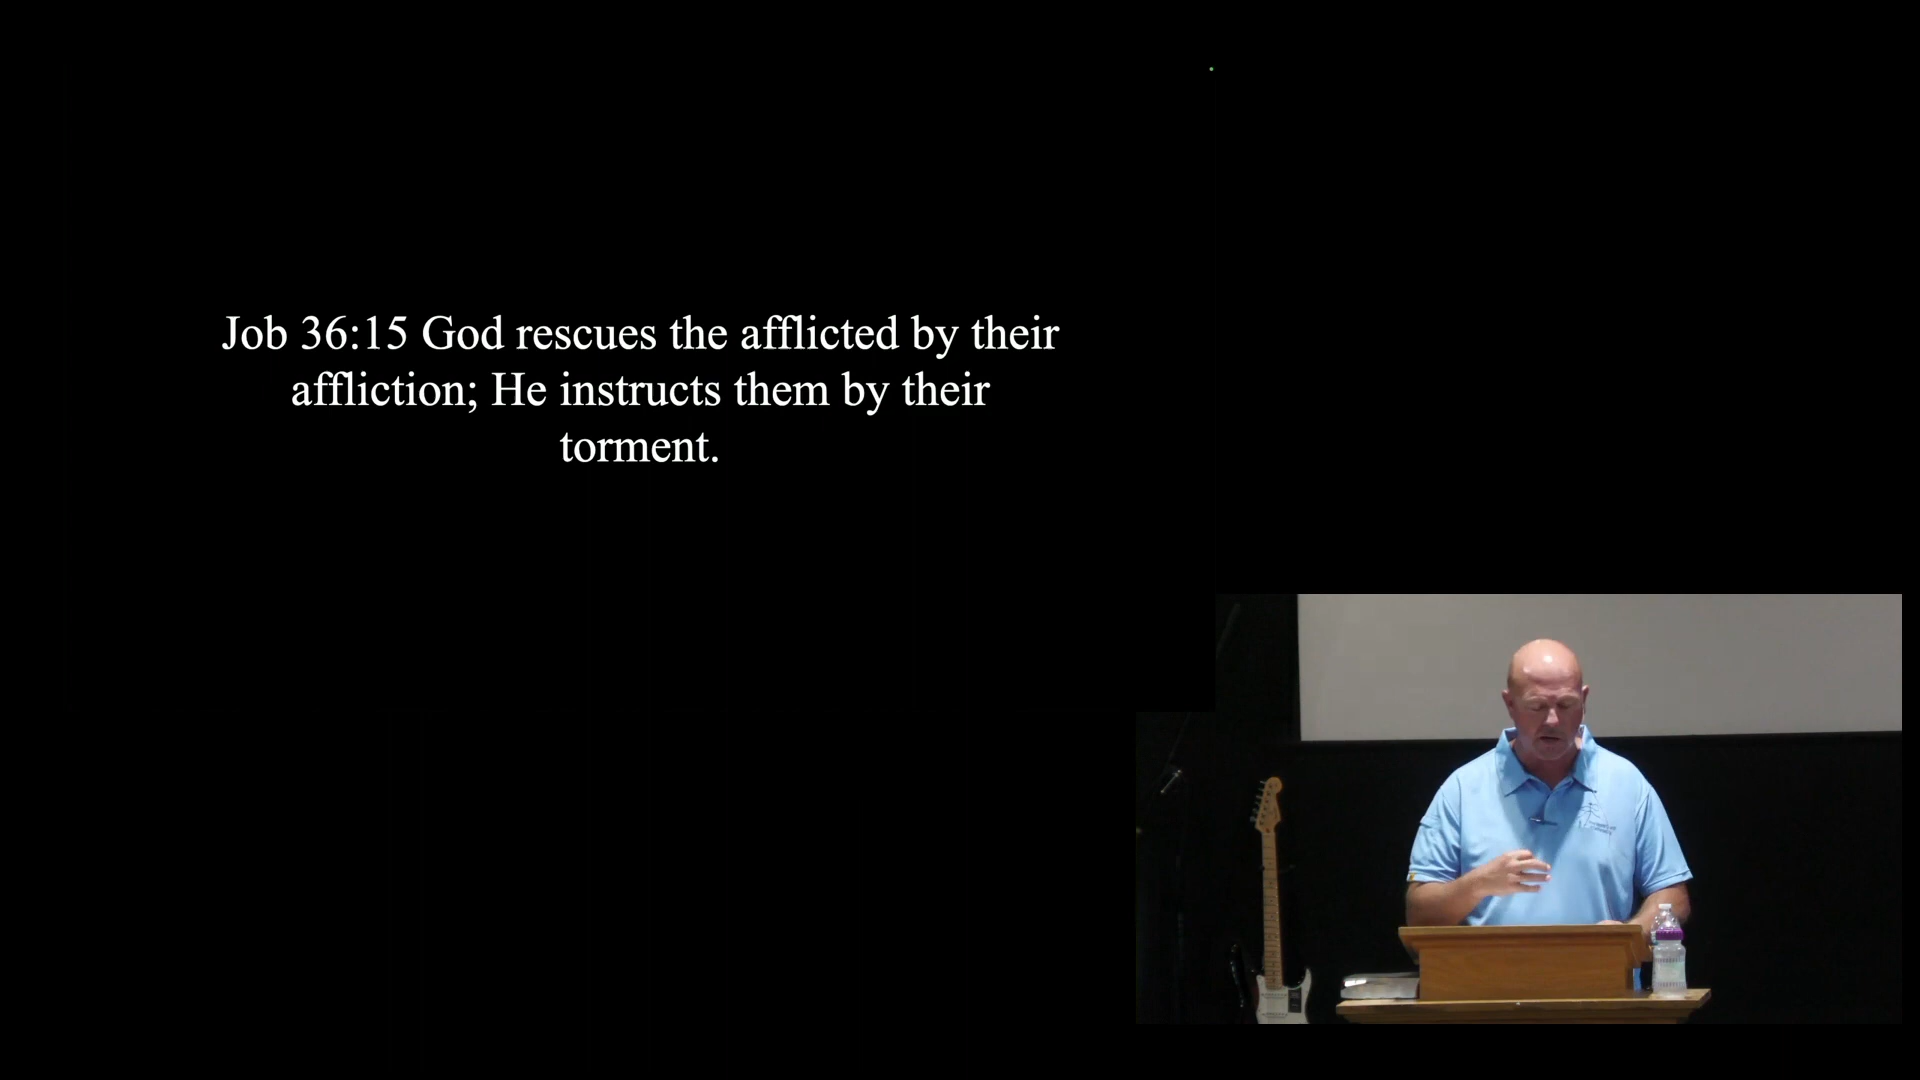 Job 36:15 God rescues the afflicted by their
affliction; He instructs them by their
torment.